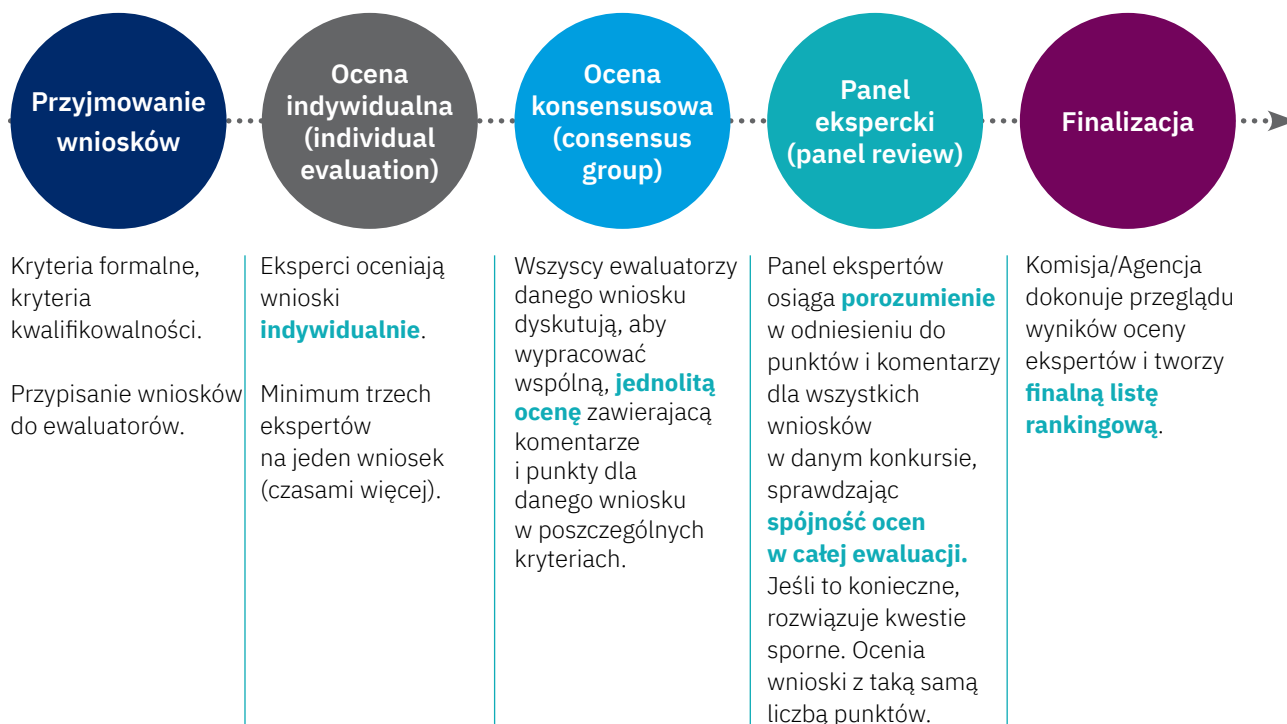 Przyjmowanie
wniosków
Ocena
indywidualna
(individual
evaluation)
Ocena
konsensusowa
(consensus
group)
Panel
ekspercki
(panel review)
Finalizacja
Kryteria formalne,
kryteria
kwalifikowalności.
Przypisanie wniosków
do ewaluatorów.
Eksperci oceniają
wnioski
indywidualnie.
Minimum trzech
ekspertów
na jeden wniosek
(czasami więcej).
Wszyscy ewaluatorzy
danego wniosku
dyskutują, aby
wypracować
wspólną, jednolitą
ocenę zawierajacą
komentarze
i punkty dla
danego wniosku
w poszczególnych
kryteriach.
Panel ekspertów
osiąga porozumienie
w odniesieniu do
punktów i komentarzy
dla wszystkich
wniosków
w danym konkursie,
sprawdzając
spójność ocen
w całej ewaluacji.
Jeśli to konieczne,
rozwiązuje kwestie
sporne. Ocenia
wnioski z taką samą
liczbą punktów.
Komisja/Agencja
dokonuje przeglądu
wyników oceny
ekspertów i tworzy
finalną listę
rankingową.